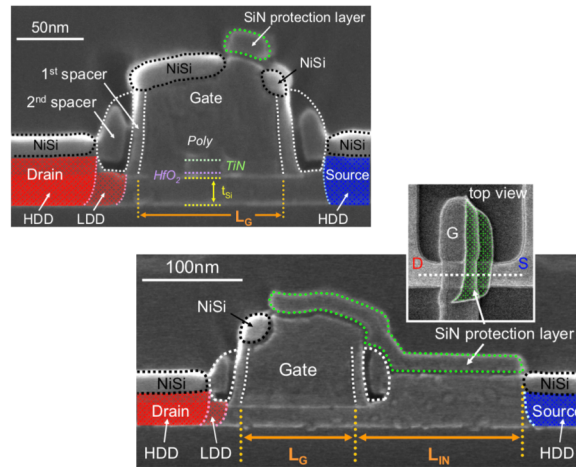 50nm
SiN protection layer
1st spacer
2nd spacer
NiSi
NiSi
Gate
NiSi
NiSi
Poly
TiN
HfO2
tSi
Drain
Source
HDD
LDD
LG
HDD
top view
G
D
S
SiN protection layer
100nm
NiSi
Gate
NiSi
NiSi
Drain
Source
HDD
LDD
LG
LIN
HDD